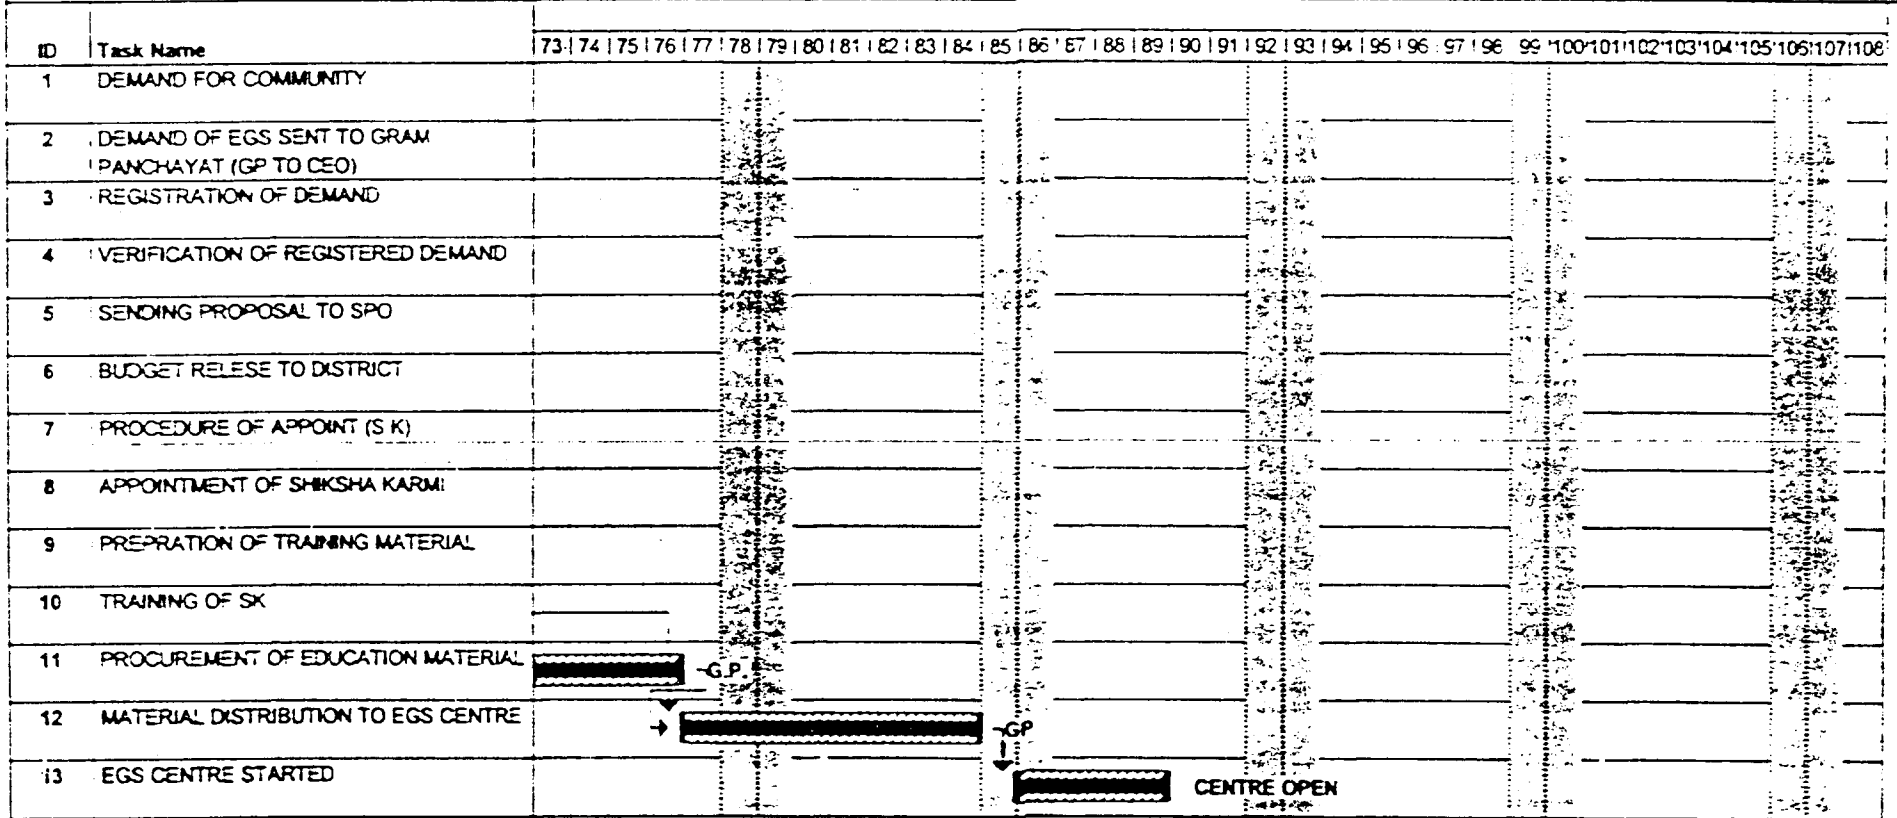 ID Task Name 73 74 75 76 77 78 79 80 81 82 83 84 85 86 87 88 89 90 91 92 93 94 95 96 97 98 99 100 101 102 103 104 105 106 107 108
1 DEMAND FOR COMMUNITY
2 DEMAND OF EGS SENT TO GRAM
PANCHAYAT (GP TO CEO)
3 REGISTRATION OF DEMAND
4 VERIFICATION OF REGISTERED DEMAND
5 SENDING PROPOSAL TO SPO
6 BUDGET RELESE TO DISTRICT
7 PROCEDURE OF APPOINT (S K)
8 APPOINTMENT OF SHIKSHA KARMI
9 PREPRATION OF TRAINING MATERIAL
10 TRAINING OF SK
11 PROCUREMENT OF EDUCATION MATERIAL G.P.
12 MATERIAL DISTRIBUTION TO EGS CENTRE GP
13 EGS CENTRE STARTED CENTRE OPEN